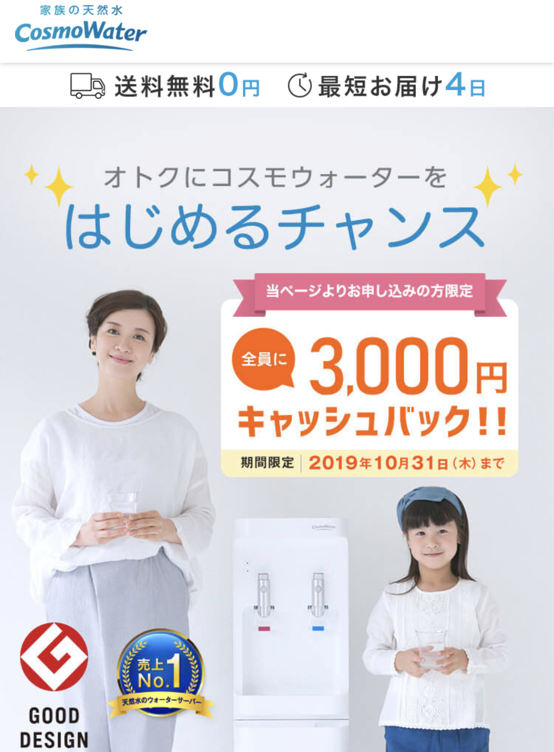 家族の天然水
CosmoWater
送料無料0円 最短お届け4日
オトクにコスモウォーターを
はじめるチャンス
当ページよりお申し込みの方限定
全員に
3,000円
キャッシュバック!!
期間限定 2019年10月31日(木)まで
CosmoWater
売上
No.1
天然水のウォーターサーバー
GOOD
DESIGN